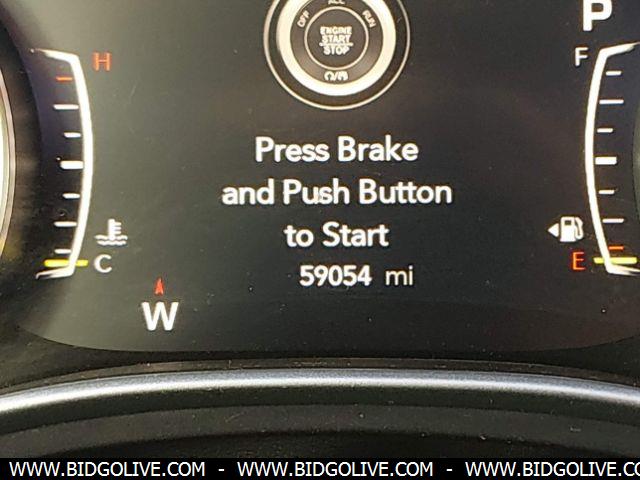 ACC
OFF
RUN
P
ENGINE
START
STOP
H
F
Press Brake
and Push Button
to Start
C
E
59054 mi
W
WWW.BIDGOLIVE.COM - WWW.BIDGOLIVE.COM - WWW.BIDGOLIVE.COM